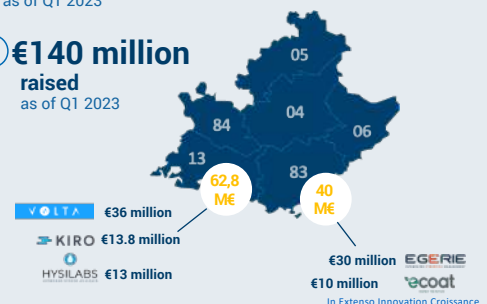 as of Q1 2023
€140 million
raised
as of Q1 2023
05
04
84
06
13
83
62,8
M€
40
M€
VOLTA €36 million
KIRO €13.8 million
HYSILABS €13 million
€30 million EGERIE
€10 million ecoat
In Extenso Innovation Croissance